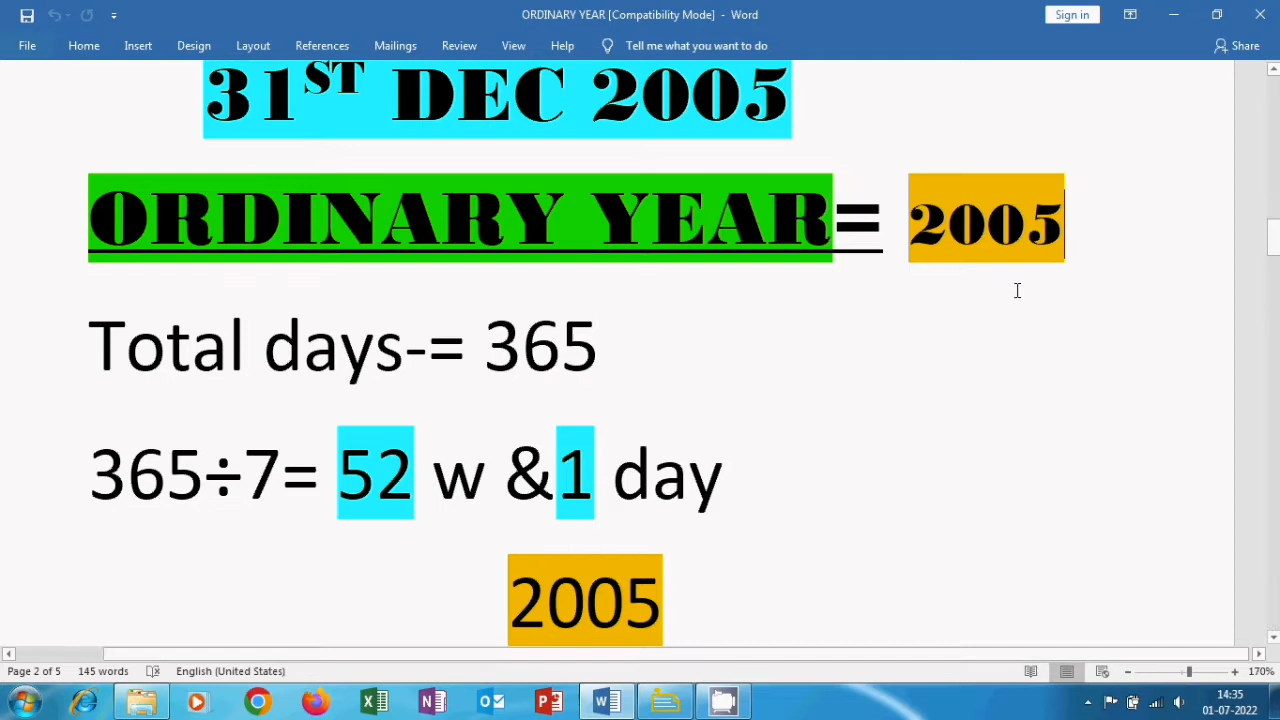 ORDINARY YEAR [Compatibility Mode] - Word
Sign in
File Home Insert Design Layout References Mailings Review View Help Tell me what you want to do Share
31ST DEC 2005
ORDINARY YEAR= 2005
Total days-= 365
365÷7= 52 w &1 day
2005
Page 2 of 5 145 words English (United States) 170%
14:35
01-07-2022